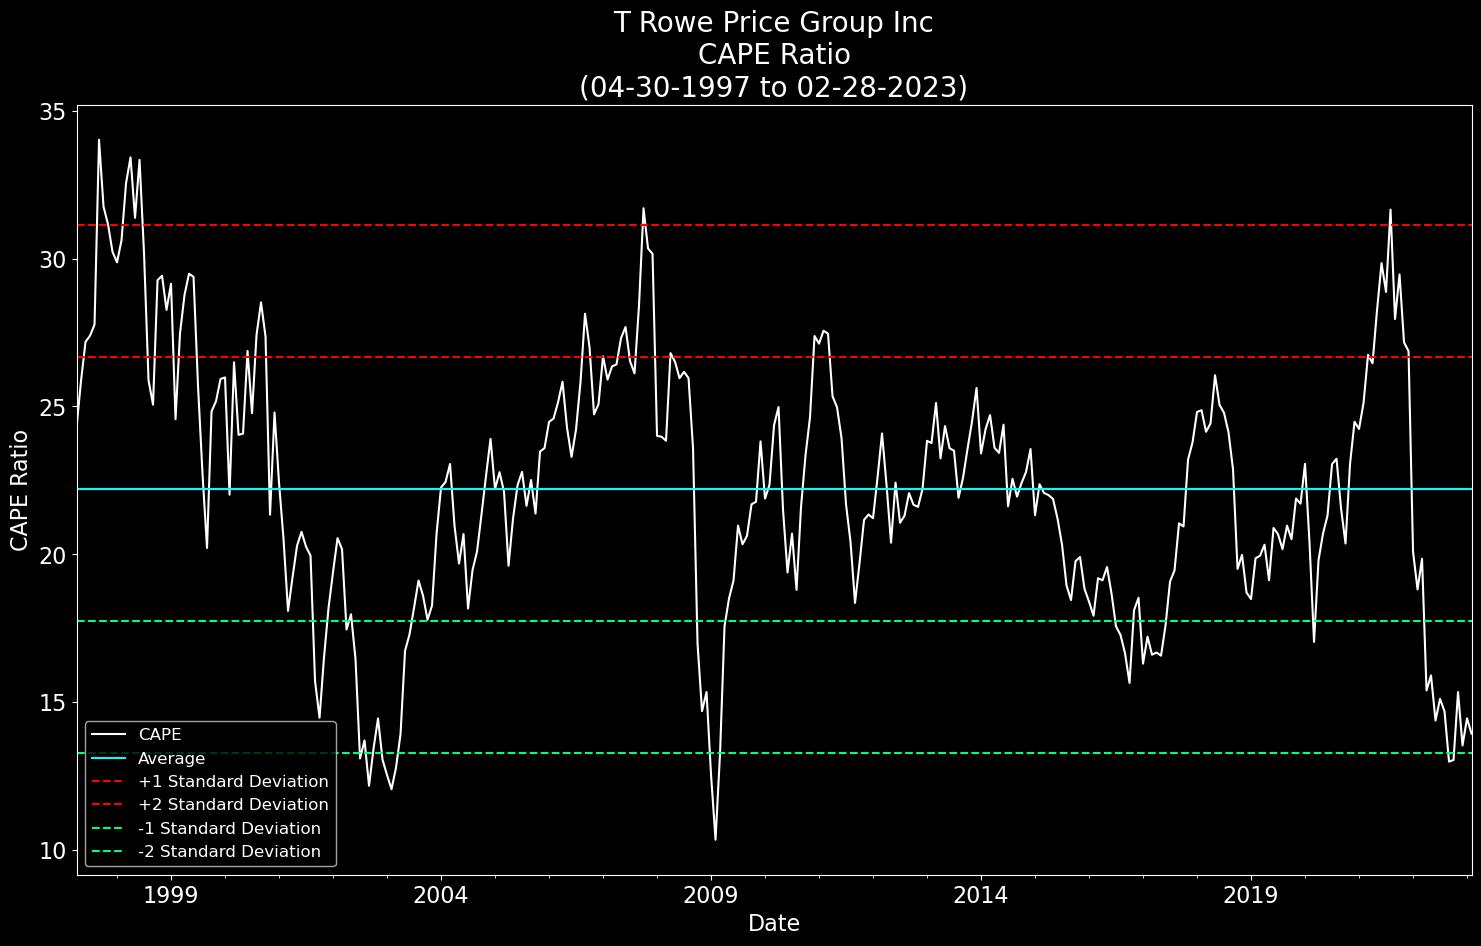 T Rowe Price Group Inc
CAPE Ratio
(04-30-1997 to 02-28-2023)
35
30
25
20
15
10
CAPE Ratio
CAPE
Average
+1 Standard Deviation
+2 Standard Deviation
-1 Standard Deviation
-2 Standard Deviation
1999 2004 2009 2014 2019
Date